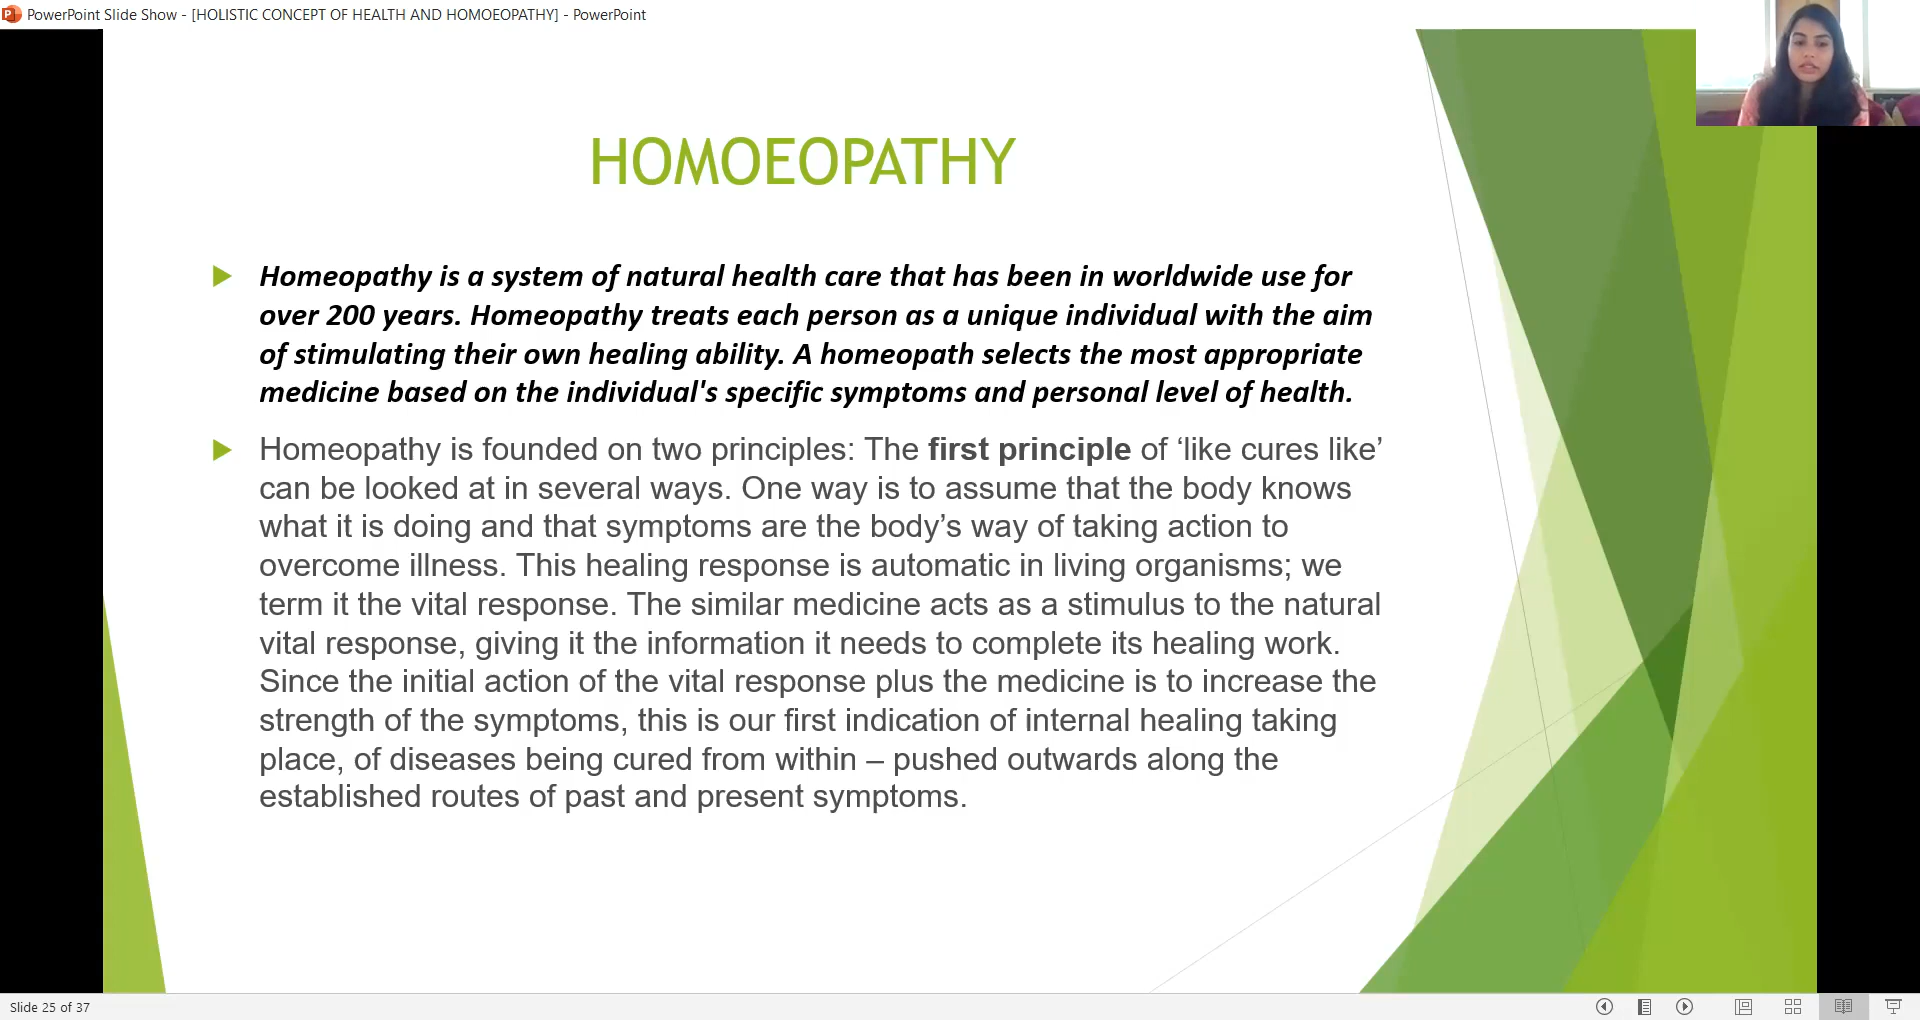 PowerPoint Slide Show - [HOLISTIC CONCEPT OF HEALTH AND HOMOEOPATHY] - PowerPoint
HOMOEOPATHY
Homeopathy is a system of natural health care that has been in worldwide use for
over 200 years. Homeopathy treats each person as a unique individual with the aim
of stimulating their own healing ability. A homeopath selects the most appropriate
medicine based on the individual's specific symptoms and personal level of health.
Homeopathy is founded on two principles: The first principle of ‘like cures like’
can be looked at in several ways. One way is to assume that the body knows
what it is doing and that symptoms are the body’s way of taking action to
overcome illness. This healing response is automatic in living organisms; we
term it the vital response. The similar medicine acts as a stimulus to the natural
vital response, giving it the information it needs to complete its healing work.
Since the initial action of the vital response plus the medicine is to increase the
strength of the symptoms, this is our first indication of internal healing taking
place, of diseases being cured from within – pushed outwards along the
established routes of past and present symptoms.
Slide 25 of 37